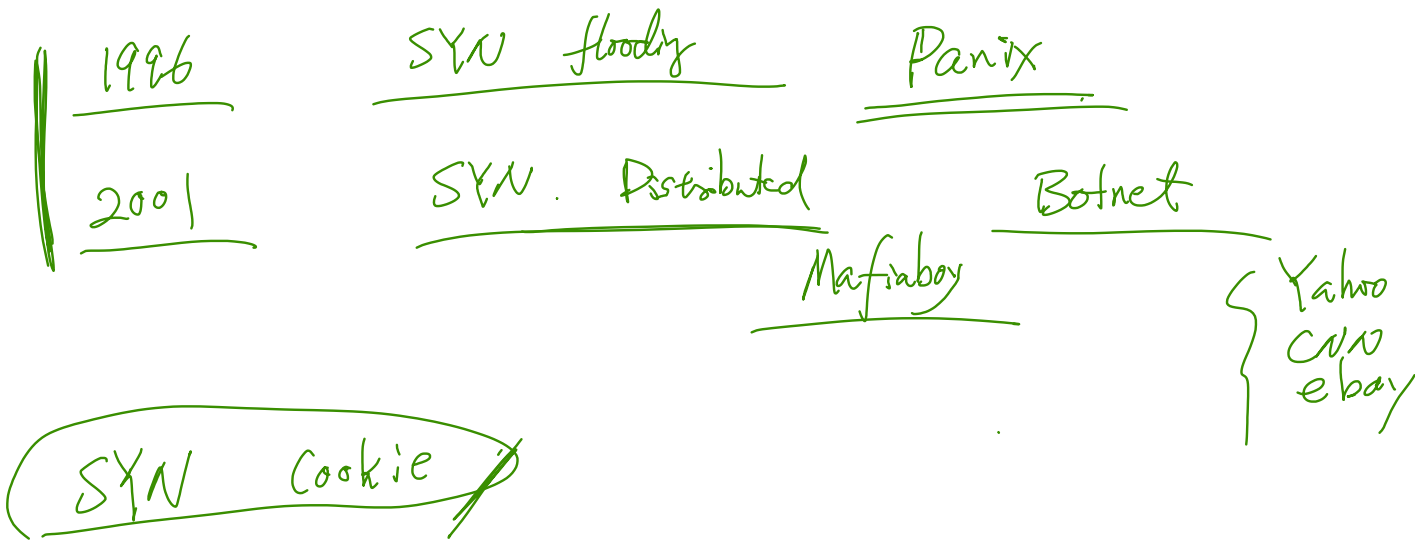 1996 SYN flooding Panix
2001 SYN. Distributed Botnet
Mafiaboy
Yahoo
CNN
ebay
SYN Cookie